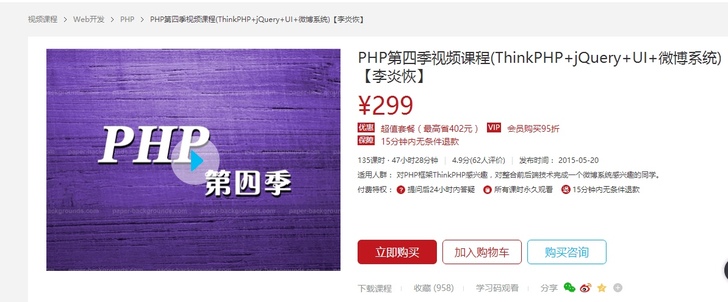 视频课程 > Web开发 > PHP > PHP第四季视频课程(ThinkPHP+jQuery+UI+微博系统)【李炎恢】
PHP
第四季
PHP第四季视频课程(ThinkPHP+jQuery+UI+微博系统)
【李炎恢】
¥299
优惠 超值套餐（最高省402元） VIP 会员购买95折
保障 15分钟内无条件退款
135课时·47小时28分钟 4.9分(62人评价) 发布时间：2015-05-20
适用人群：对PHP框架ThinkPHP感兴趣，对整合前后端技术完成一个微博系统感兴趣的同学。
付费特权： 提问后24小时内答疑 所有课时永久观看 15分钟内无条件退款
立即购买 加入购物车 购买咨询
下载课程 收藏 (958) 学习码观看 分享